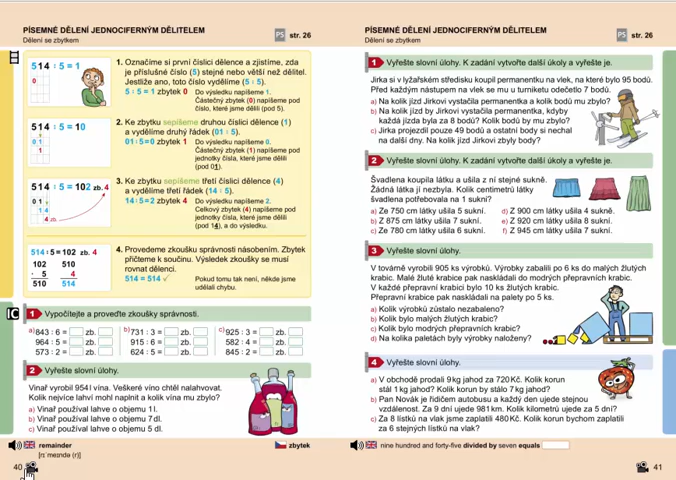 PÍSEMNÉ DĚLENÍ JEDNOCIFERNÝM DĚLITELEM
Dělení se zbytkem
PS str. 26
514 : 5 = 1
0
1. Označíme si první číslici dělence a zjistíme, zda
je příslušné číslo (5) stejné nebo větší než dělitel.
Jestliže ano, toto číslo vydělíme (5 : 5).
5 : 5 = 1 zbytek 0 Do výsledku napíšeme 1.
Částečný zbytek (0) napíšeme pod
číslo, které jsme dělili (pod 5).
514 : 5 = 10
0 1
1
2. Ke zbytku sepíšeme druhou číslici dělence (1)
a vydělíme druhý řádek (01 : 5).
01 : 5 = 0 zbytek 1 Do výsledku napíšeme 0.
Částečný zbytek (1) napíšeme pod
jednotky čísla, které jsme dělili
(pod 01).
514 : 5 = 102 zb. 4
0 1
1 4
4 zb.
3. Ke zbytku sepíšeme třetí číslici dělence (4)
a vydělíme třetí řádek (14 : 5).
14 : 5 = 2 zbytek 4 Do výsledku napíšeme 2.
Celkový zbytek (4) napíšeme pod
jednotky čísla, které jsme dělili
(pod 14), a do výsledku.
514 : 5 = 102 zb. 4
102 510
· 5 4
510 514
4. Provedeme zkoušku správnosti násobením. Zbytek
přičteme k součinu. Výsledek zkoušky se musí
rovnat dělenci.
514 = 514 ✓ Pokud tomu tak není, někde jsme
udělali chybu.
1 Vypočítejte a proveďte zkoušky správnosti.
a) 843 : 6 = zb. b) 731 : 3 = zb. c) 925 : 3 = zb.
964 : 5 = zb. 915 : 6 = zb. 582 : 4 = zb.
573 : 2 = zb. 624 : 5 = zb. 845 : 2 = zb.
2 Vyřešte slovní úlohy.
Vinař vyrobil 954 l vína. Veškeré víno chtěl nalahvovat.
Kolik nejvíce lahví mohl naplnit a kolik vína mu zbylo?
a) Vinař používal lahve o objemu 1 l.
b) Vinař používal lahve o objemu 7 dl.
c) Vinař používal lahve o objemu 5 dl.
remainder zbytek
[rɪˈmeɪndə (r)]
40
PÍSEMNÉ DĚLENÍ JEDNOCIFERNÝM DĚLITELEM
Dělení se zbytkem
PS str. 26
1 Vyřešte slovní úlohy. K zadání vytvořte další úkoly a vyřešte je.
Jirka si v lyžařském středisku koupil permanentku na vlek, na které bylo 95 bodů.
Před každým nástupem na vlek se mu u turniketu odečetlo 7 bodů.
a) Na kolik jízd Jirkovi vystačila permanentka a kolik bodů mu zbylo?
b) Na kolik jízd by Jirkovi vystačila permanentka, kdyby
každá jízda byla za 8 bodů? Kolik bodů by mu zbylo?
c) Jirka projezdil pouze 49 bodů a ostatní body si nechal
na další dny. Na kolik jízd Jirkovi zbyly body?
2 Vyřešte slovní úlohy. K zadání vytvořte další úkoly a vyřešte je.
Švadlena koupila látku a ušila z ní stejné sukně.
Žádná látka jí nezbyla. Kolik centimetrů látky
švadlena potřebovala na 1 sukni?
a) Ze 750 cm látky ušila 5 sukní. d) Z 900 cm látky ušila 4 sukně.
b) Z 875 cm látky ušila 7 sukní. e) Z 920 cm látky ušila 8 sukní.
c) Ze 780 cm látky ušila 6 sukní. f) Z 945 cm látky ušila 7 sukní.
3 Vyřešte slovní úlohy.
V továrně vyrobili 905 ks výrobků. Výrobky zabalili po 6 ks do malých žlutých
krabic. Malé žluté krabice pak naskládali do modrých přepravních krabic.
V každé přepravní krabici bylo 10 ks žlutých krabic.
Přepravní krabice pak naskládali na palety po 5 ks.
a) Kolik výrobků zůstalo nezabaleno?
b) Kolik bylo malých žlutých krabic?
c) Kolik bylo modrých přepravních krabic?
d) Na kolika paletách byly výrobky naloženy?
4 Vyřešte slovní úlohy.
a) V obchodě prodali 9 kg jahod za 720 Kč. Kolik korun
stál 1 kg jahod? Kolik korun by stálo 7 kg jahod?
b) Pan Novák je řidičem autobusu a každý den ujede stejnou
vzdálenost. Za 9 dní ujede 981 km. Kolik kilometrů ujede za 5 dní?
c) Za 8 lístků na vlek jsme zaplatili 480 Kč. Kolik korun bychom zaplatili
za 6 stejných lístků na vlek?
nine hundred and forty-five divided by seven equals
41